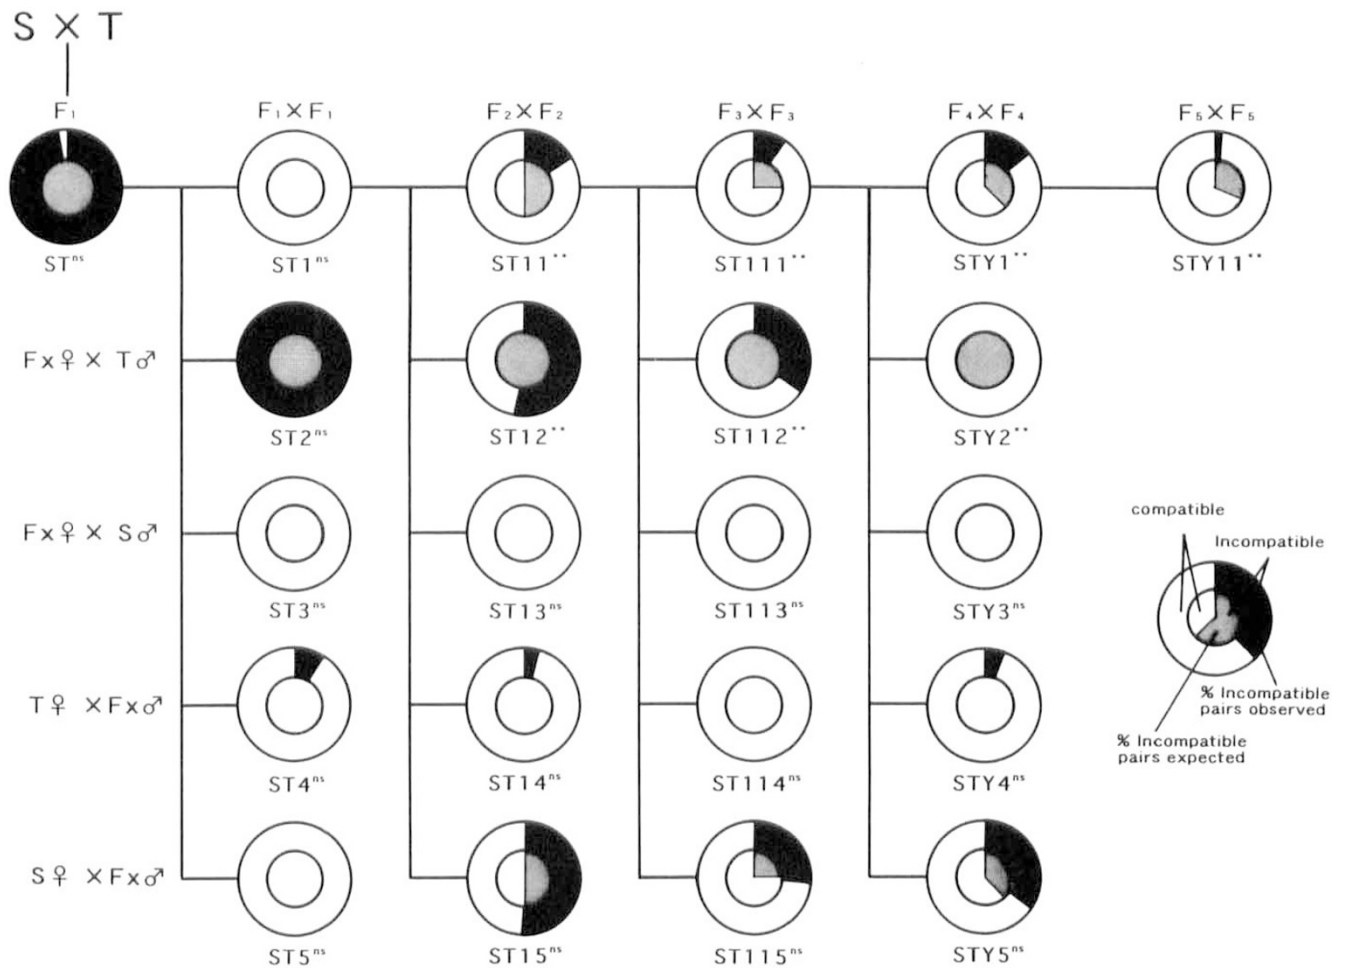 S X T
F₁
F₁ X F₁
F₂ X F₂
F₃ X F₃
F₄ X F₄
F₅ X F₅
STⁿˢ
ST1ⁿˢ
ST11**
ST111**
STY1**
STY11**
Fx♀ X T♂
ST2ⁿˢ
ST12**
ST112**
STY2**
Fx♀ X S♂
ST3ⁿˢ
ST13ⁿˢ
ST113ⁿˢ
STY3ⁿˢ
T♀ XFx♂
ST4ⁿˢ
ST14ⁿˢ
ST114ⁿˢ
STY4ⁿˢ
S♀ XFx♂
ST5ⁿˢ
ST15ⁿˢ
ST115ⁿˢ
STY5ⁿˢ
compatible
Incompatible
% Incompatible
pairs observed
% Incompatible
pairs expected